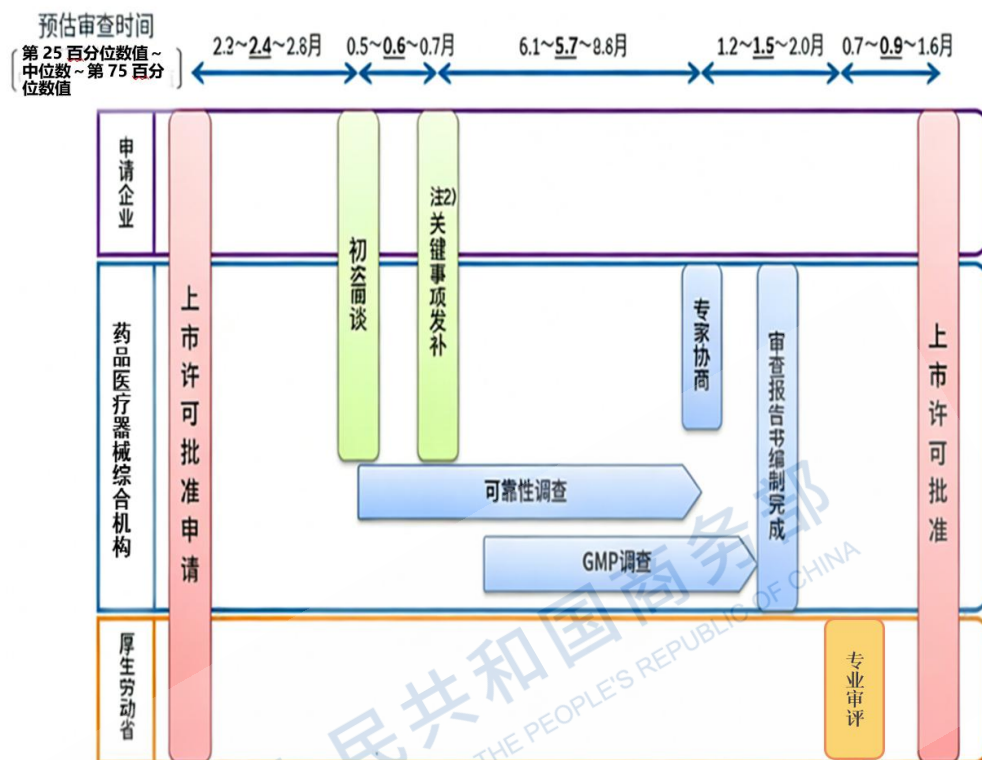 预估审查时间
第 25 百分位数值～
中位数～第 75 百分
位数值
2.2～2.4～2.8月
0.5～0.6～0.7月
6.1～5.7～8.8月
1.2～1.5～2.0月
0.7～0.9～1.6月
申请企业
药品医疗器械综合机构
厚生劳动省
上市许可批准申请
初咨面谈
注2)
关键事项发补
专家协商
审查报告书编制完成
可靠性调查
GMP调查
上市许可批准
民共和国商务部
THE PEOPLE'S REPUBLIC OF CHINA